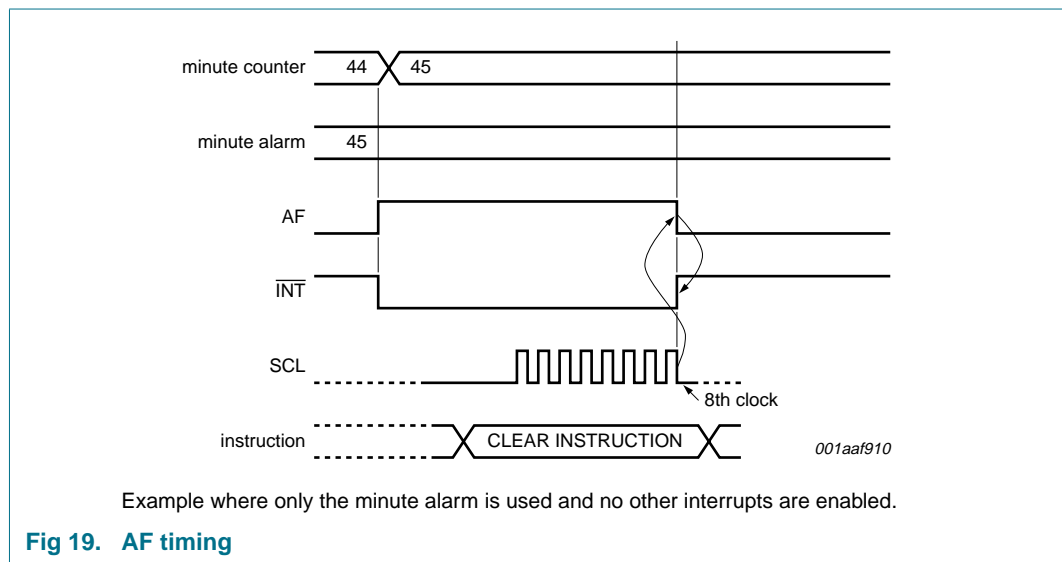 minute counter 44 45
minute alarm 45
AF
INT
SCL
8th clock
instruction CLEAR INSTRUCTION
001aaf910
Example where only the minute alarm is used and no other interrupts are enabled.
Fig 19. AF timing